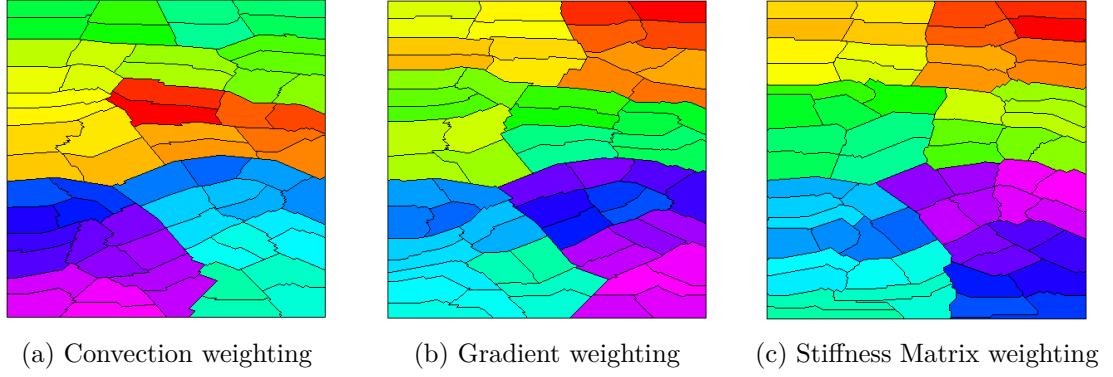 (a) Convection weighting
(b) Gradient weighting
(c) Stiffness Matrix weighting